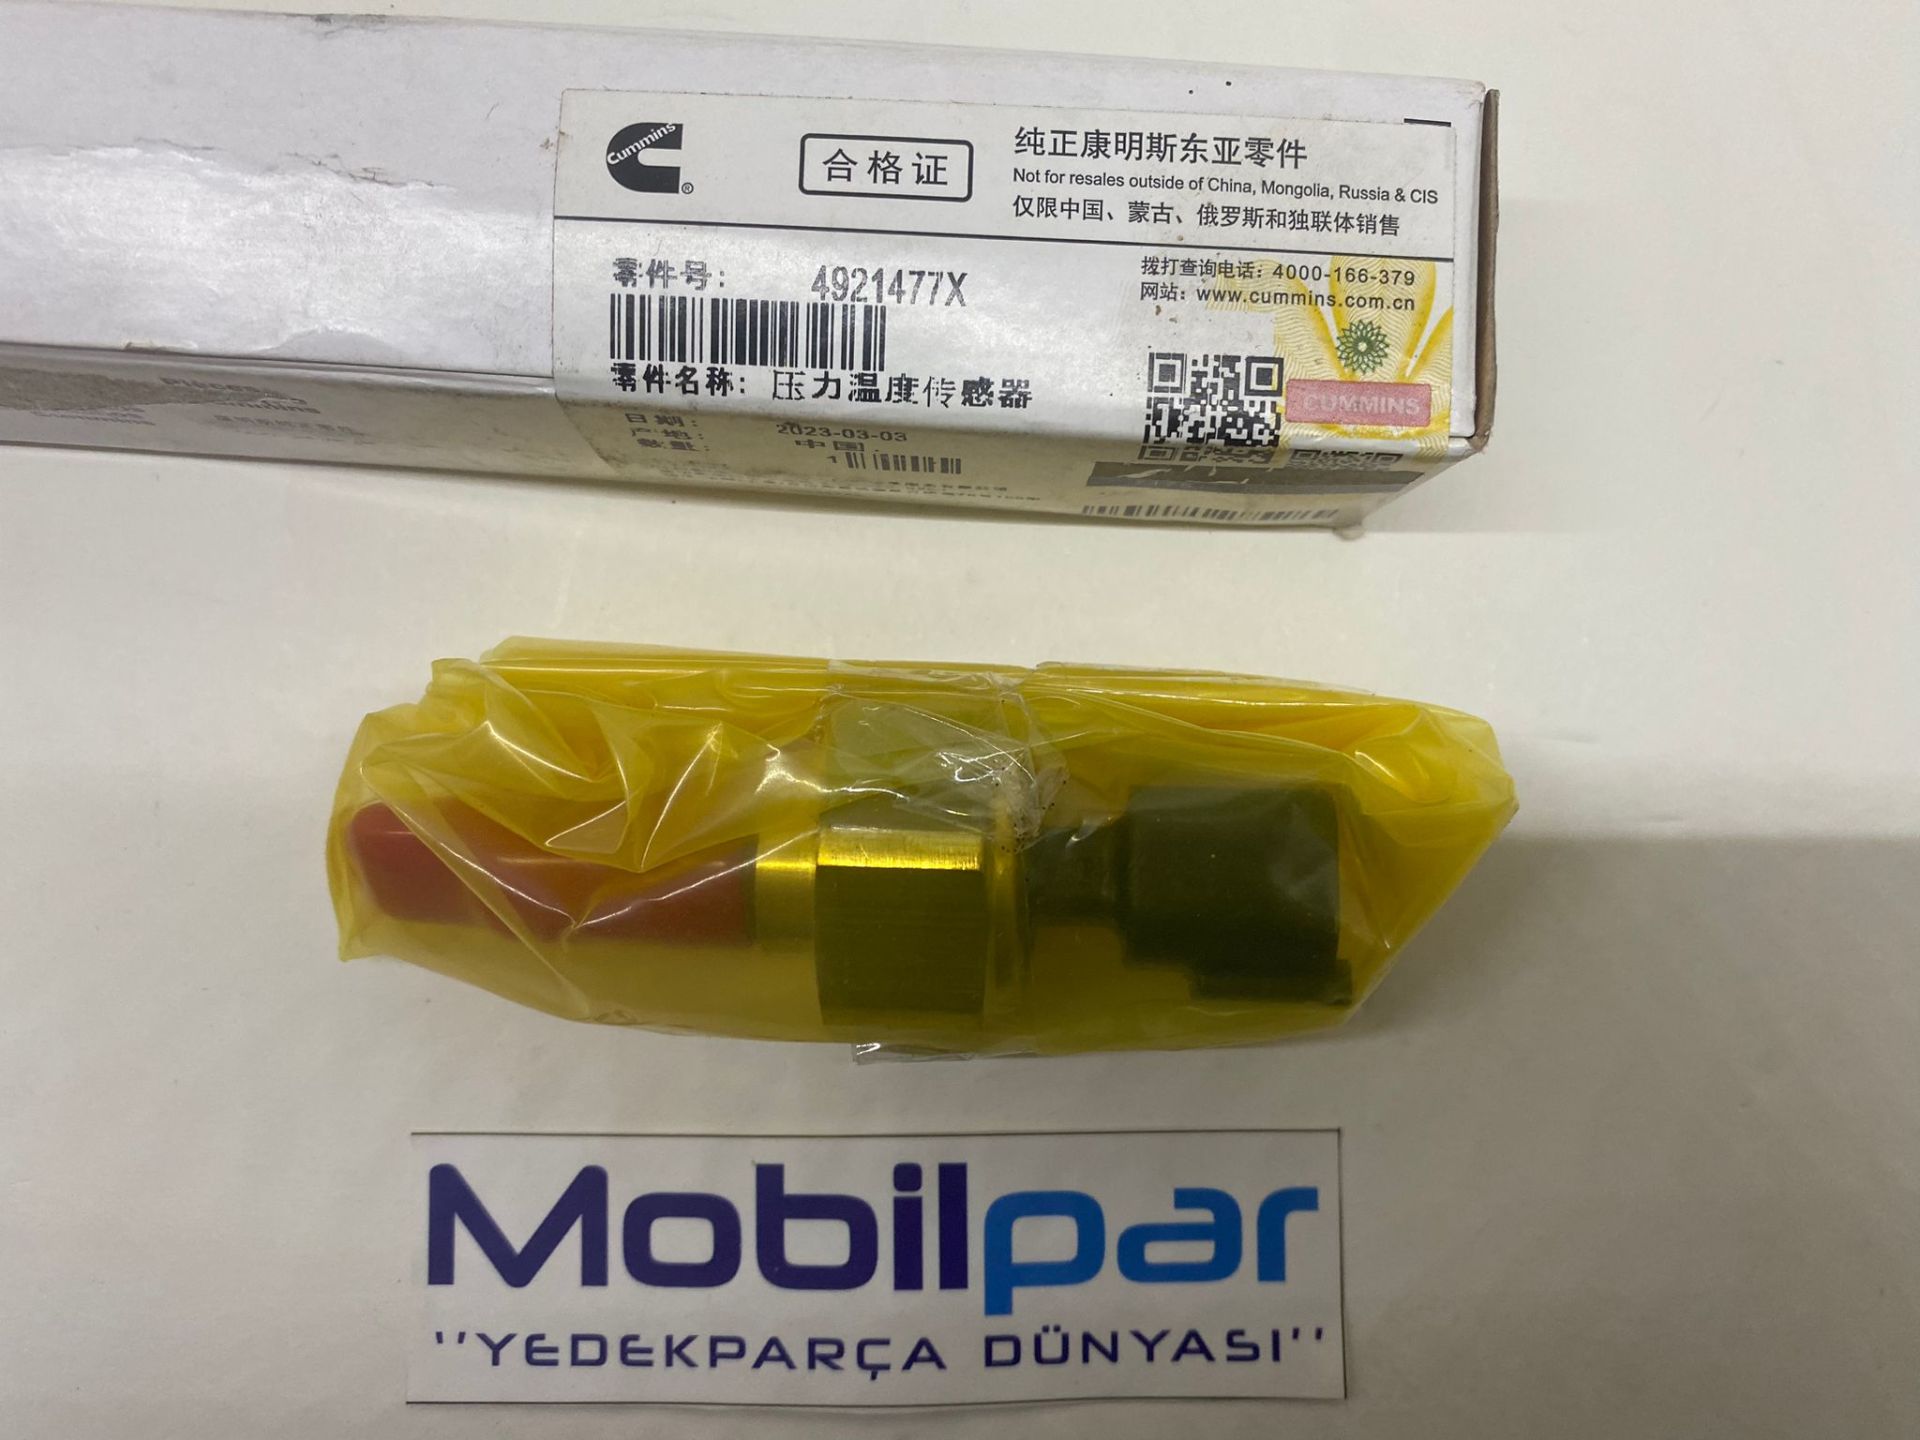 Cummins
®
合格证
纯正康明斯东亚零件
Not for resales outside of China, Mongolia, Russia & CIS
仅限中国、蒙古、俄罗斯和独联体销售
零件号: 4921477X
拨打查询电话: 4000-166-379
网站: www.cummins.com.cn
零件名称: 压力温度传感器
CUMMINS
日期: 2023-03-03
产地: 中国
数量: 1
Mobilpar
''YEDEKPARÇA DÜNYASI''